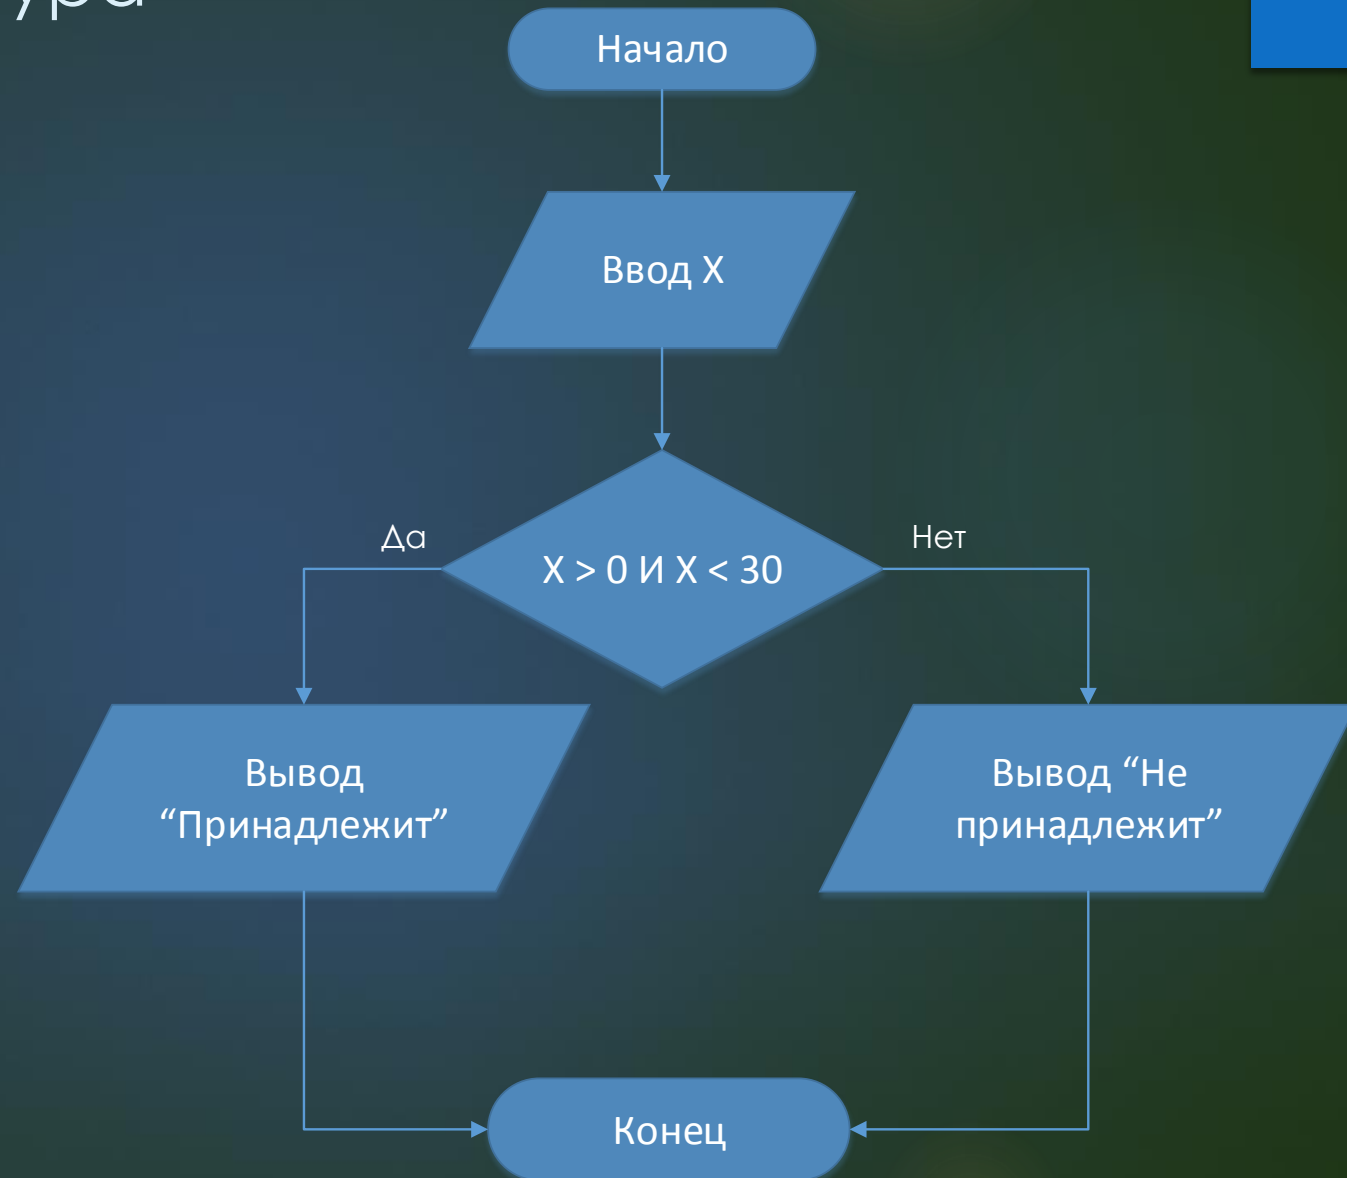 Начало
Ввод X
Да
Нет
X > 0 И X < 30
Вывод
“Принадлежит”
Вывод “Не
принадлежит”
Конец